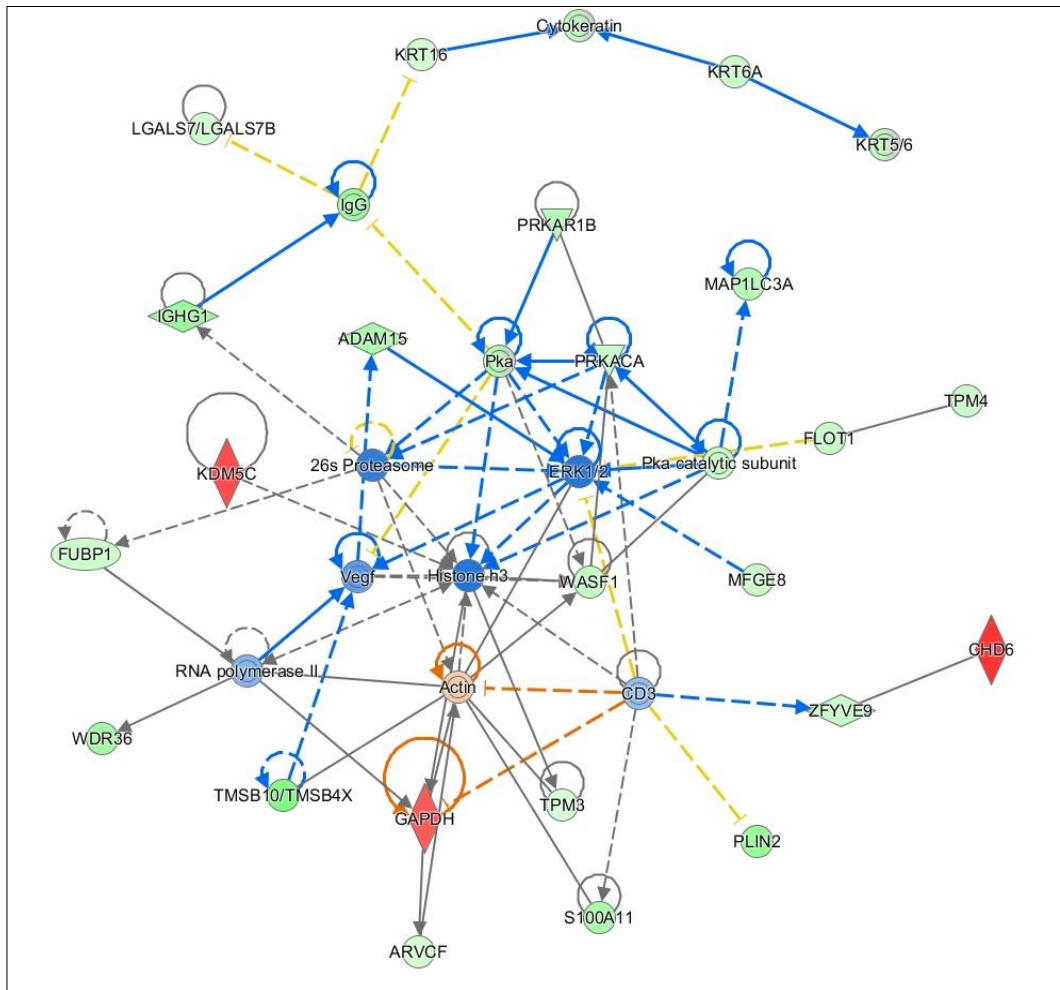 Cytokeratin
KRT16
KRT6A
LGALS7/LGALS7B
KRT5/6
IgG
PRKAR1B
MAP1LC3A
IGHG1
ADAM15
Pka
PRKACA
TPM4
FLOT1
26s Proteasome
ERK1/2
Pka catalytic subunit
KDM5C
FUBP1
Vegf
Histone h3
WASF1
MFGE8
CHD6
RNA polymerase II
Actin
CD3
ZFYVE9
WDR36
TMSB10/TMSB4X
GAPDH
TPM3
PLIN2
S100A11
ARVCF